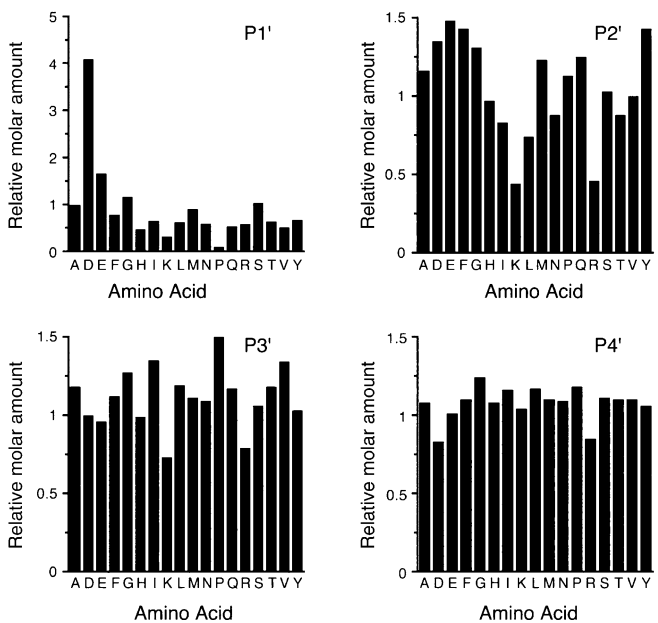 P1'
Relative molar amount
5
4
3
2
1
0
A D E F G H I K L M N P Q R S T V Y
Amino Acid
P2'
Relative molar amount
1.5
1
0.5
0
A D E F G H I K L M N P Q R S T V Y
Amino Acid
P3'
Relative molar amount
1.5
1
0.5
0
A D E F G H I K L M N P Q R S T V Y
Amino Acid
P4'
Relative molar amount
1.5
1
0.5
0
A D E F G H I K L M N P R S T V Y
Amino Acid